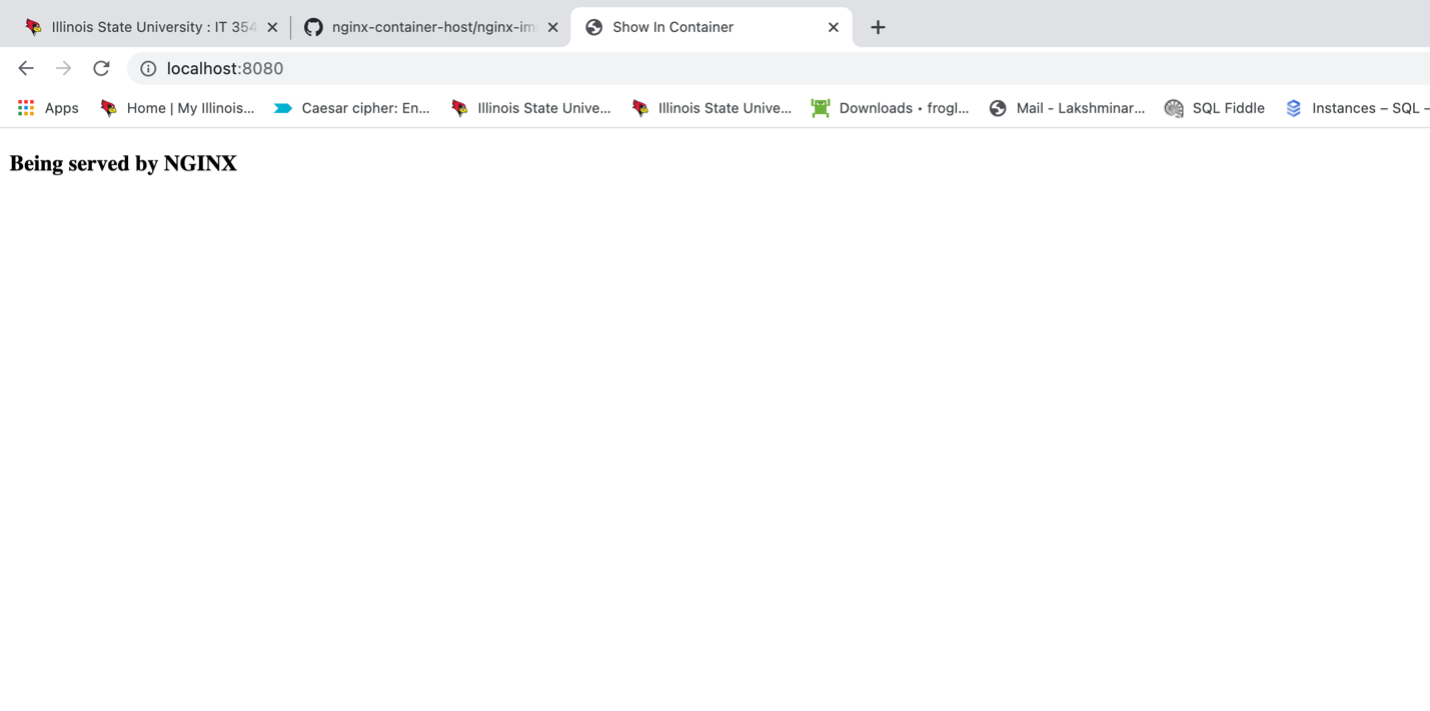 Illinois State University : IT 354
nginx-container-host/nginx-im
Show In Container
localhost:8080
Apps
Home | My Illinois...
Caesar cipher: En...
Illinois State Unive...
Illinois State Unive...
Downloads • frogl...
Mail - Lakshminar...
SQL Fiddle
Instances – SQL –
Being served by NGINX